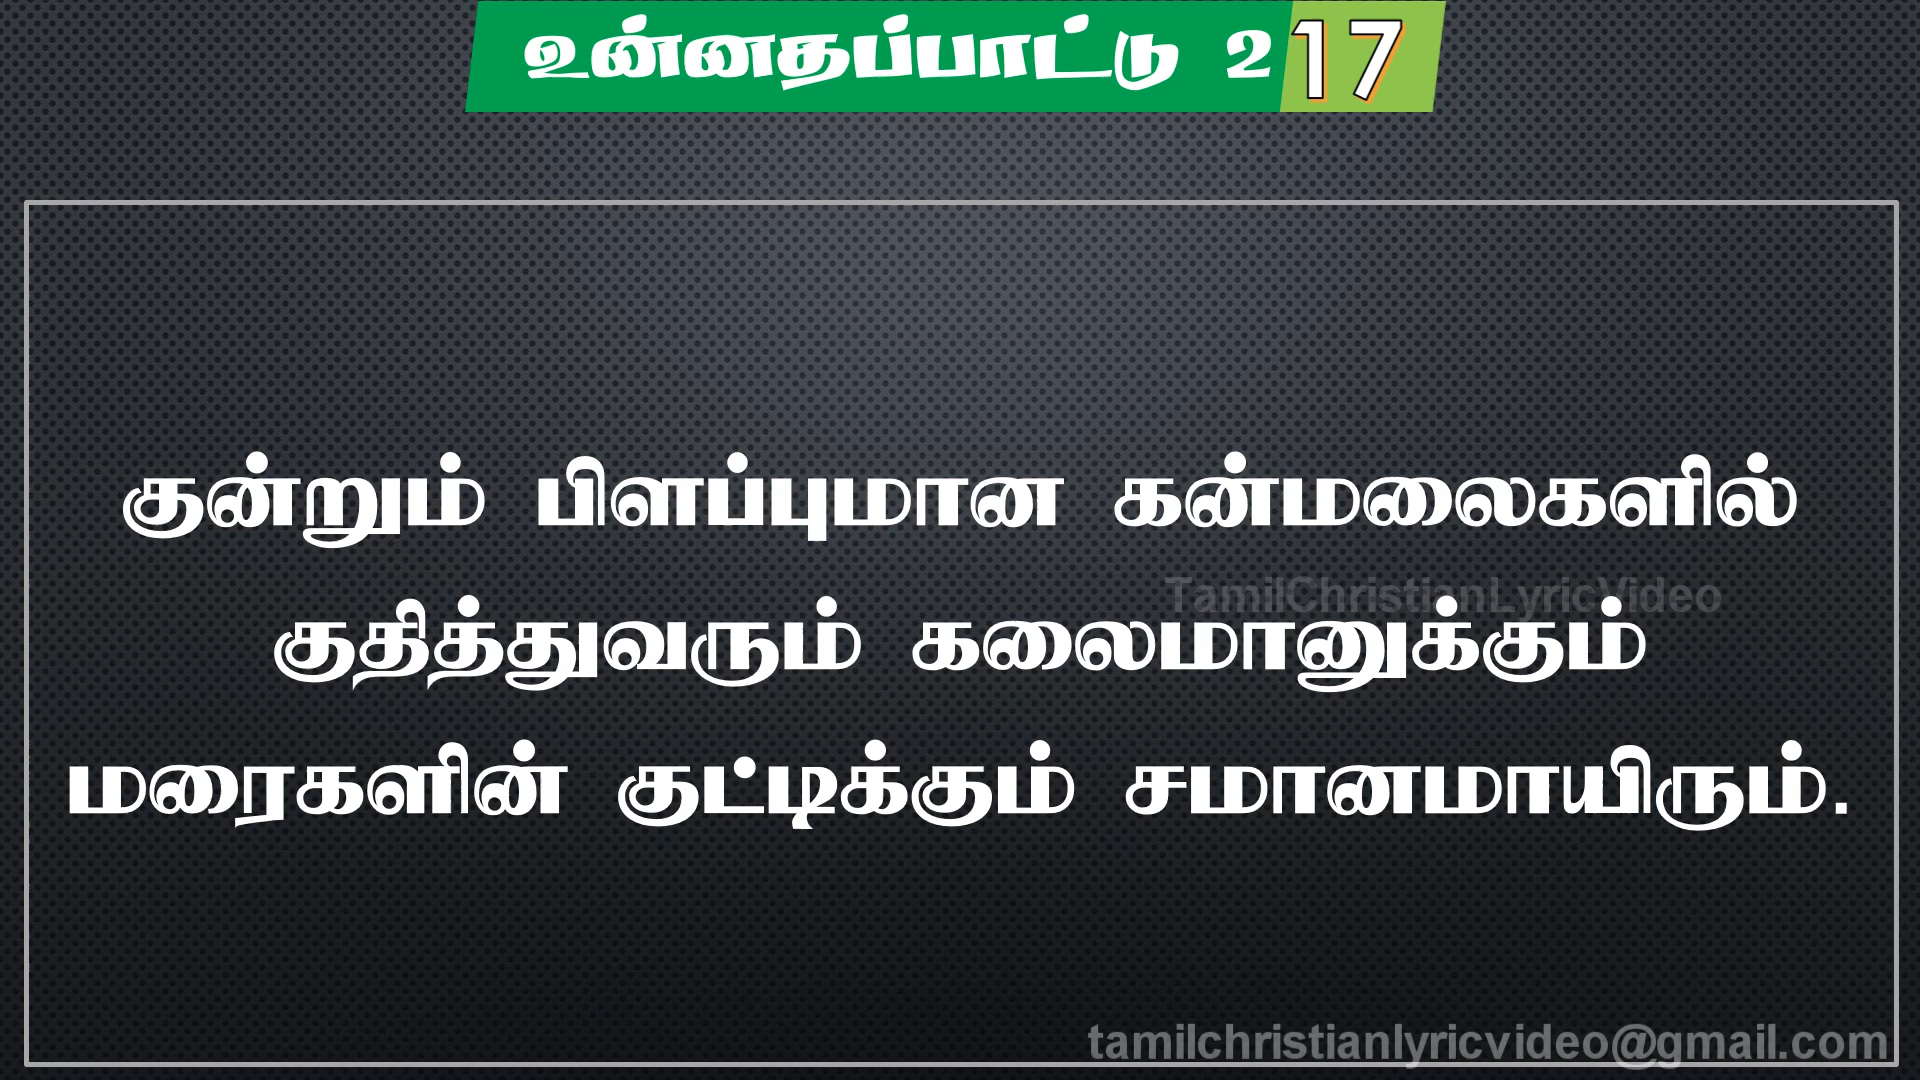 உன்னதப்பாட்டு 2 17
குன்றும் பிளப்புமான கன்மலைகளில்
TamilChristianLyricVideo
குதித்துவரும் கலைமானுக்கும்
மரைகளின் குட்டிக்கும் சமானமாயிரும்.
tamilchristianlyricvideo@gmail.com